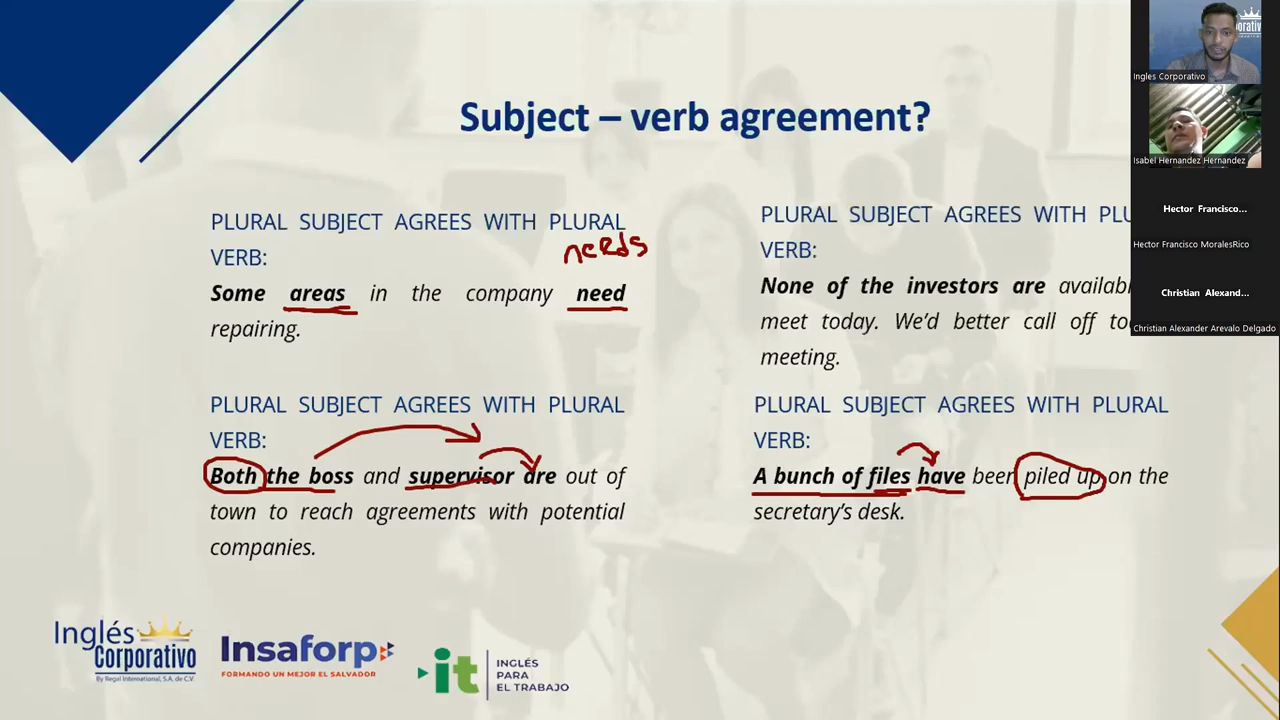 Subject – verb agreement?
PLURAL SUBJECT AGREES WITH PLURAL
VERB:
needs
Some areas in the company need
repairing.
PLURAL SUBJECT AGREES WITH
VERB:
None of the investors are
meet today. We’d better call off
meeting.
PLURAL SUBJECT AGREES WITH PLURAL
VERB:
Both the boss and supervisor are out of
town to reach agreements with potential
companies.
PLURAL SUBJECT AGREES WITH PLURAL
VERB:
A bunch of files have been piled up on the
secretary’s desk.
Inglés
Corporativo
By Regal International, S.A. de C.V.
Insaforp
FORMANDO UN MEJOR EL SALVADOR
it
INGLÉS
PARA
EL TRABAJO
Ingles Corporativo
Isabel Hernandez Hernandez
Hector Francisco...
Hector Francisco MoralesRico
Christian Alexand...
Christian Alexander Arevalo Delgado